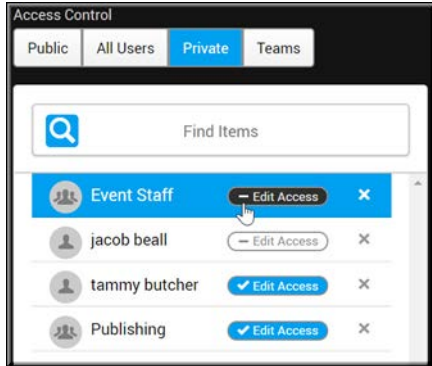 Access Control
Public All Users Private Teams
Find Items
Event Staff Edit Access
jacob beall Edit Access
tammy butcher Edit Access
Publishing Edit Access